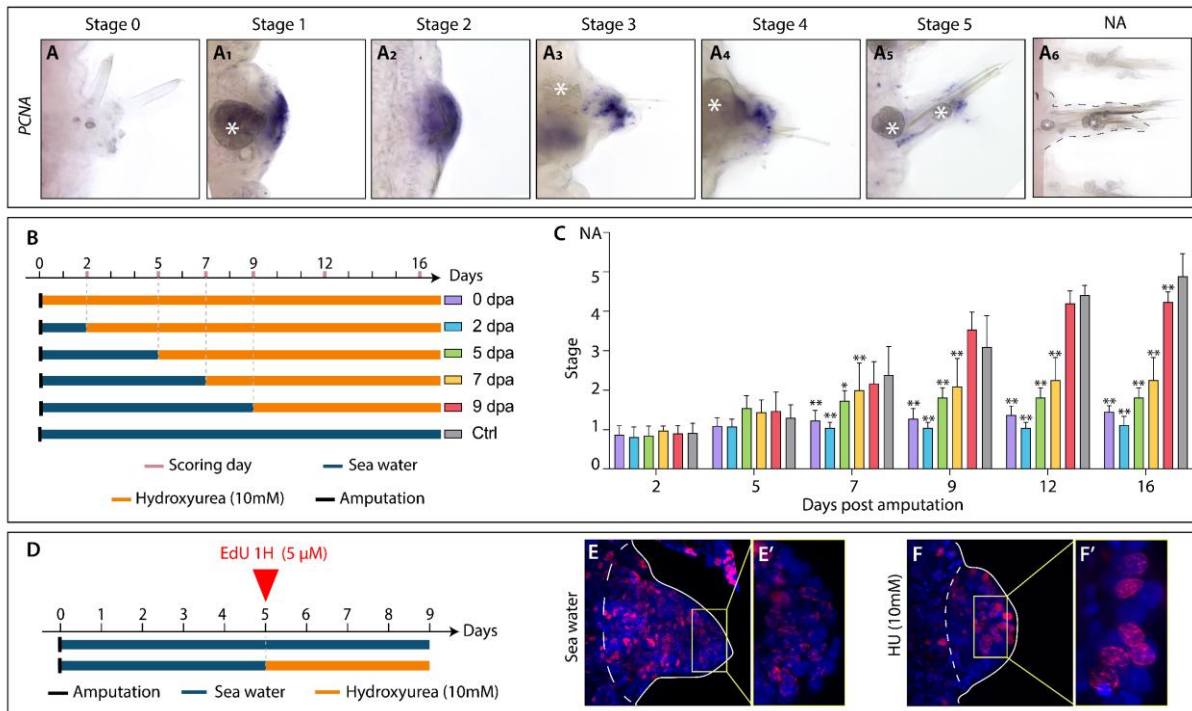 Stage 0 Stage 1 Stage 2 Stage 3 Stage 4 Stage 5 NA
PCNA
A A1 A2 A3 A4 A5 A6
* * * * *
B
0 2 5 7 9 12 16
Days
0 dpa
2 dpa
5 dpa
7 dpa
9 dpa
Ctrl
Scoring day Sea water
Hydroxyurea (10mM) Amputation
C
Stage
NA
5
4
3
2
1
0
** ** * **
** ** ** **
** ** ** **
** ** ** ** **
2 5 7 9 12 16
Days post amputation
D
EdU 1H (5 µM)
0 1 2 3 4 5 6 7 8 9
Days
Amputation Sea water Hydroxyurea (10mM)
Sea water
E E'
HU (10mM)
F F'